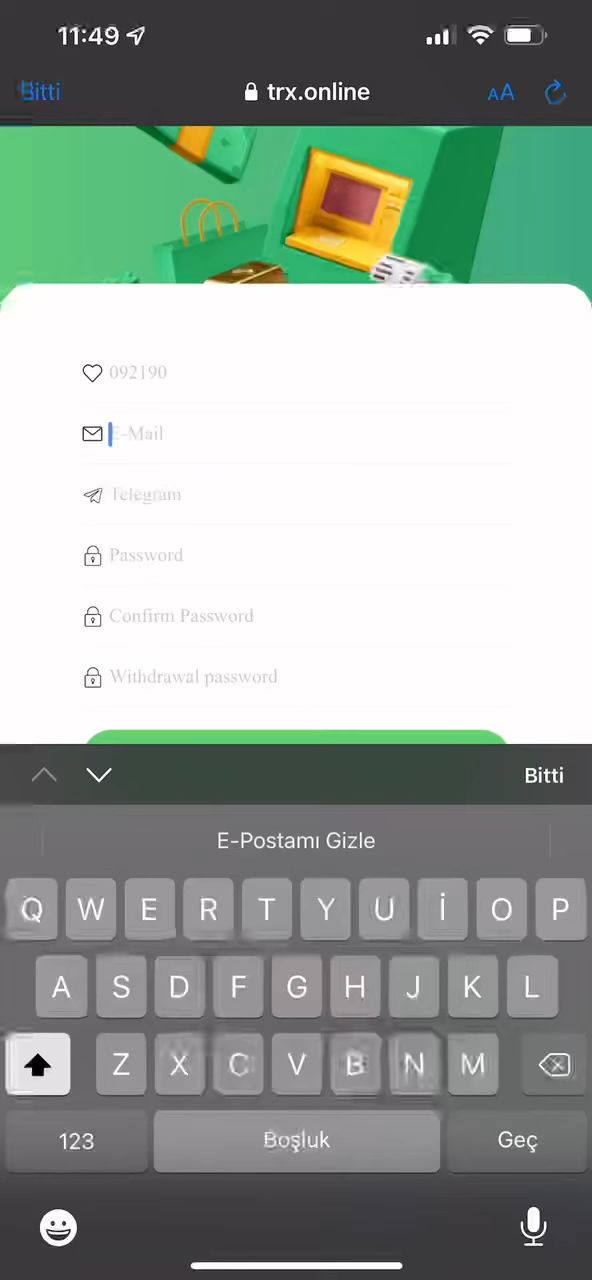 11:49
Bitti
trx.online
AA
092190
E-Mail
Telegram
Password
Confirm Password
Withdrawal password
Bitti
E-Postamı Gizle
Q W E R T Y U İ O P
A S D F G H J K L
Z X C V B N M
123
Boşluk
Geç